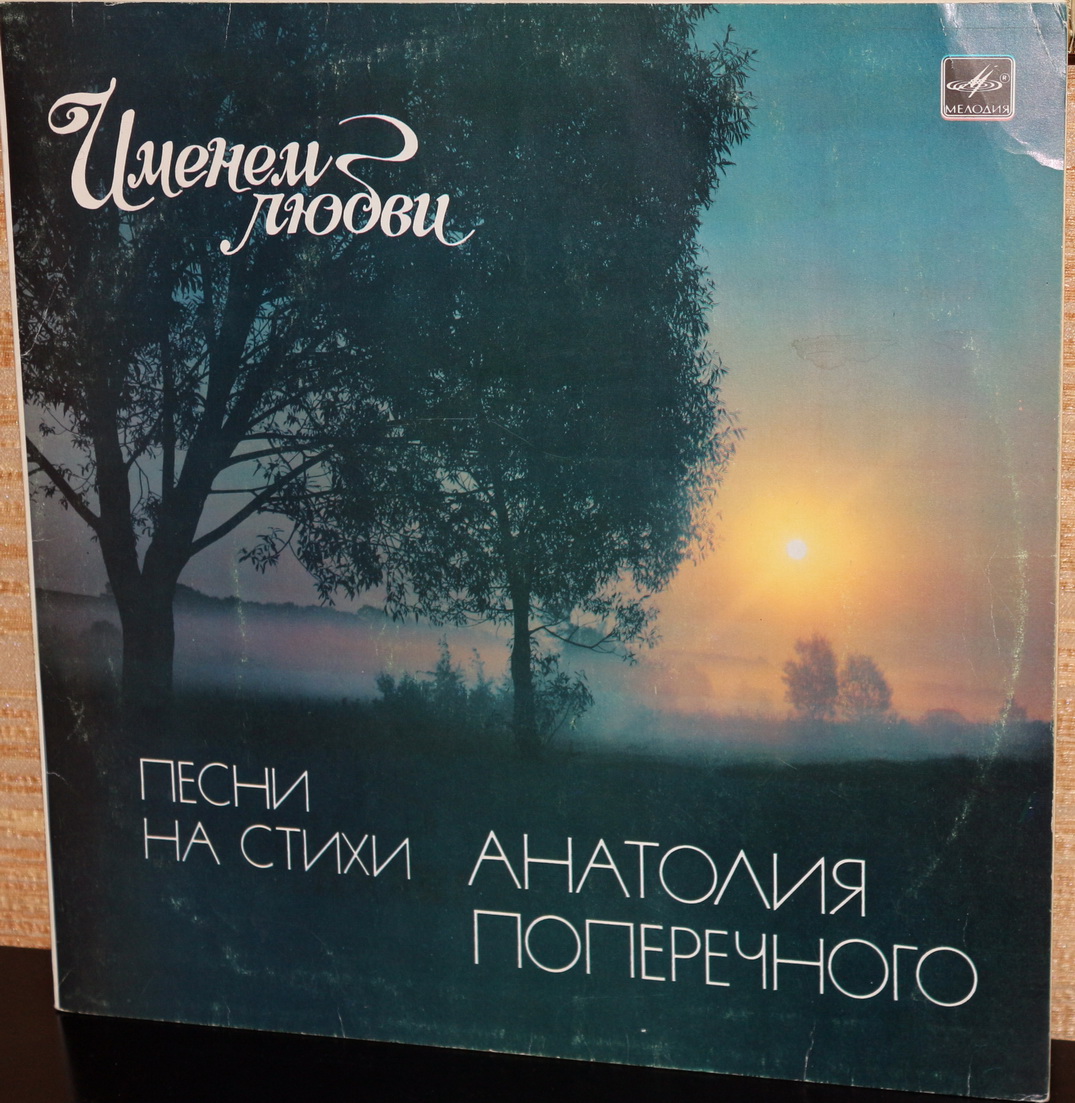 Именем
любви
МЕЛОДИЯ
ПЕСНИ
НА СТИХИ
АНАТОЛИЯ
ПОПЕРЕЧНОГО